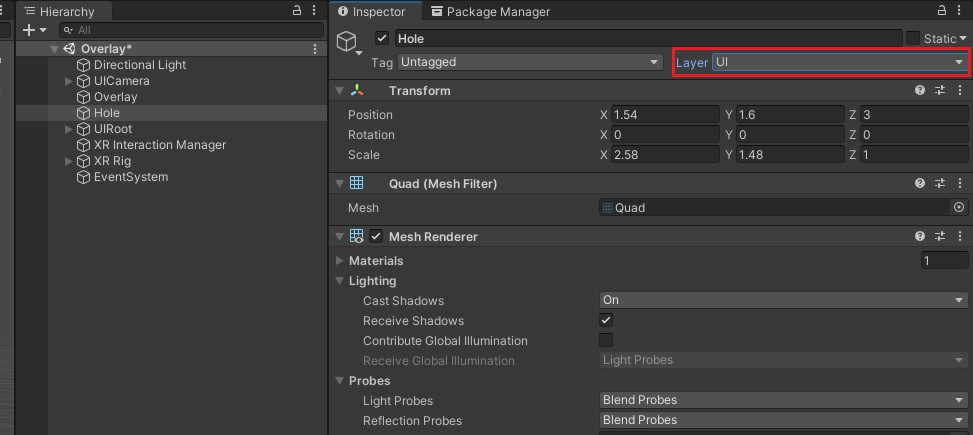 Hierarchy
All
Overlay*
Directional Light
UICamera
Overlay
Hole
UIRoot
XR Interaction Manager
XR Rig
EventSystem
Inspector Package Manager
Hole Static
Tag Untagged Layer UI
Transform
Position X 1.54 Y 1.6 Z 3
Rotation X 0 Y 0 Z 0
Scale X 2.58 Y 1.48 Z 1
Quad (Mesh Filter)
Mesh Quad
Mesh Renderer
Materials 1
Lighting
Cast Shadows On
Receive Shadows
Contribute Global Illumination
Receive Global Illumination Light Probes
Probes
Light Probes Blend Probes
Reflection Probes Blend Probes